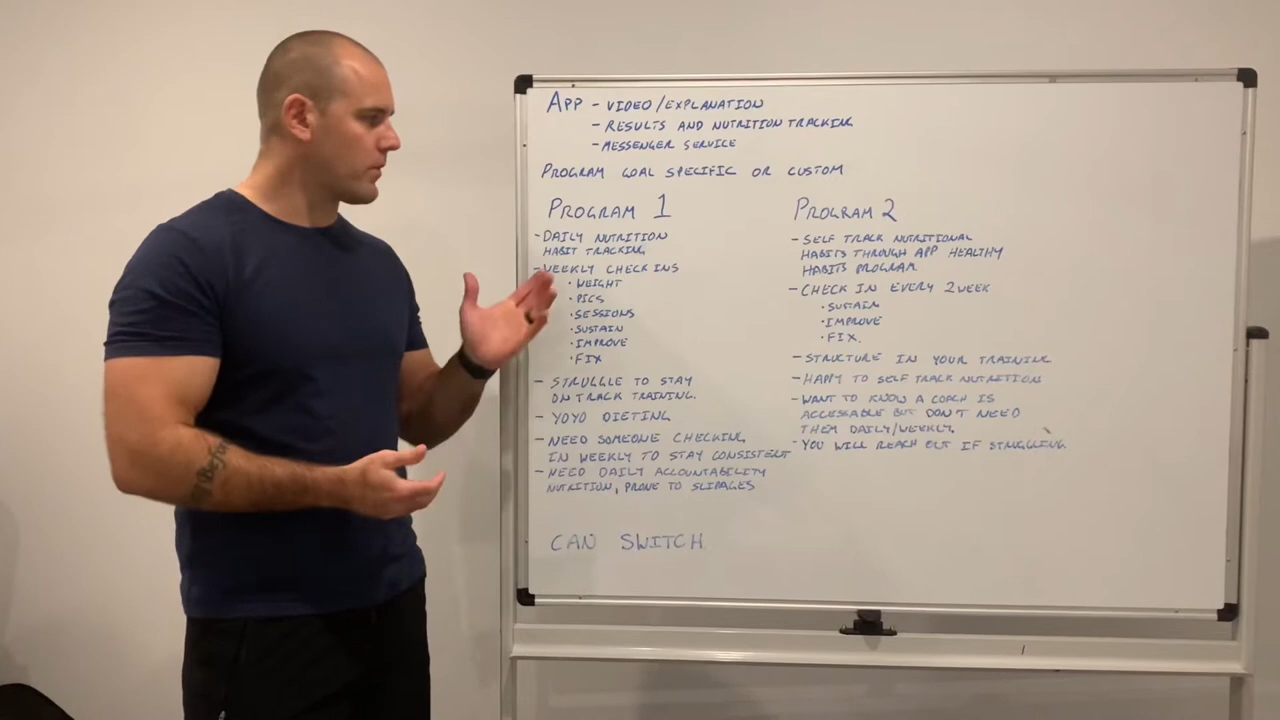 APP - VIDEO/EXPLANATION
- RESULTS AND NUTRITION TRACKING
- MESSENGER SERVICE
PROGRAM GOAL SPECIFIC OR CUSTOM
PROGRAM 1
- DAILY NUTRITION
HABIT TRACKING
- WEEKLY CHECK INS
• WEIGHT
• PICS
• SESSIONS
• SUSTAIN
• IMPROVE
• FIX
- STRUGGLE TO STAY
ON TRACK TRAINING.
- YOYO DIETING
- NEED SOMEONE CHECKING
IN WEEKLY TO STAY CONSISTENT
- NEED DAILY ACCOUNTABILITY
NUTRITION, PRONE TO SLIPAGES
CAN SWITCH
PROGRAM 2
- SELF TRACK NUTRITIONAL
HABITS THROUGH APP HEALTHY
HABITS PROGRAM
- CHECK IN EVERY 2 WEEK
• SUSTAIN
• IMPROVE
• FIX.
- STRUCTURE IN YOUR TRAINING
- HAPPY TO SELF TRACK NUTRITION
- WANT TO KNOW A COACH IS
ACCESSABLE BUT DON'T NEED
THEM DAILY/WEEKLY.
- YOU WILL REACH OUT IF STRUGGLING